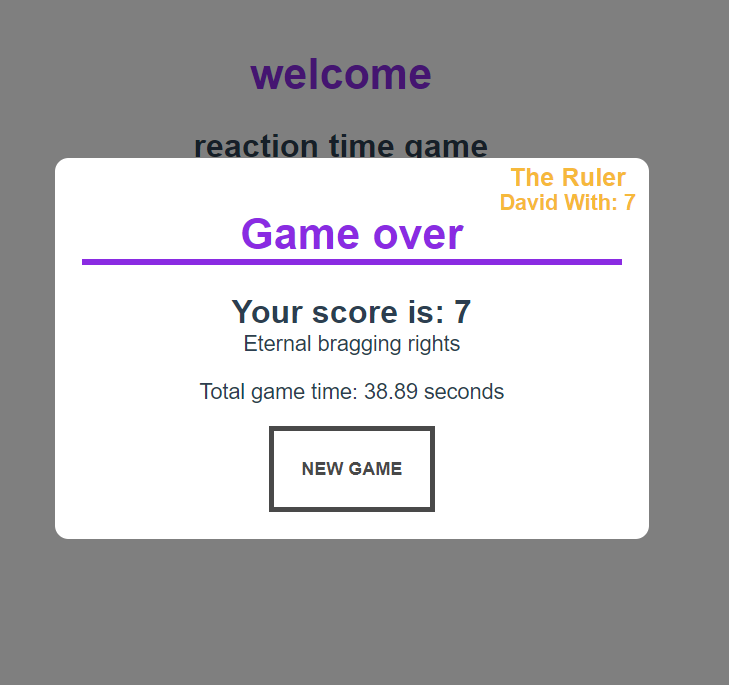 welcome
reaction time game
The Ruler
David With: 7
Game over
Your score is: 7
Eternal bragging rights
Total game time: 38.89 seconds
NEW GAME